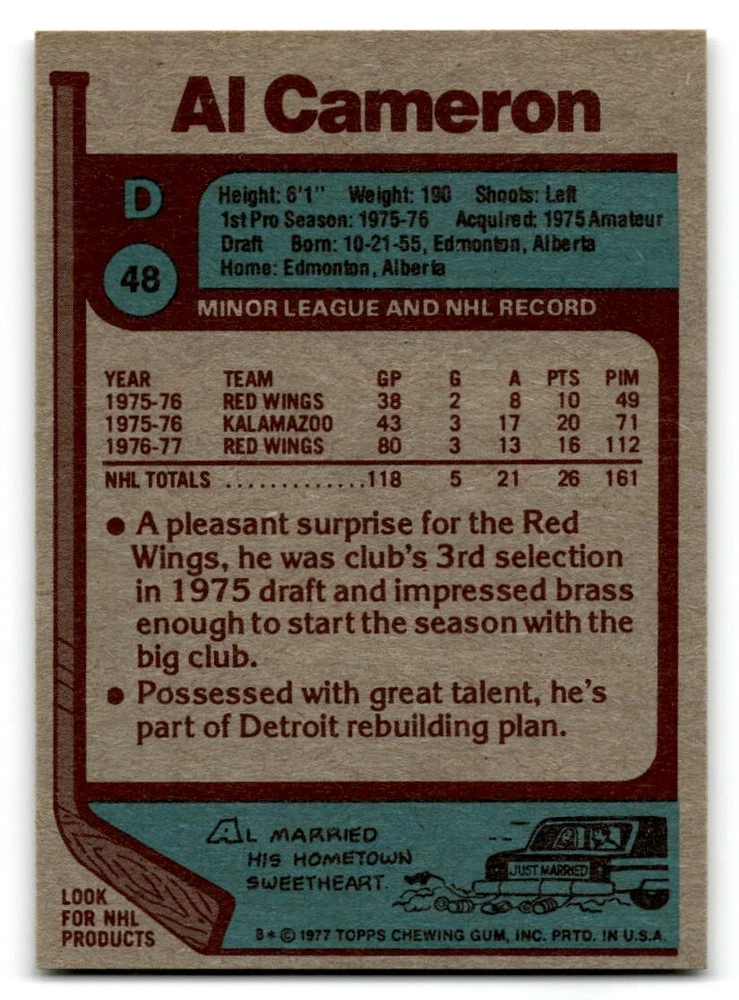 Al Cameron
D
48
Height: 6'1" Weight: 190 Shoots: Left
1st Pro Season: 1975-76 Acquired: 1975 Amateur
Draft Born: 10-21-55, Edmonton, Alberta
Home: Edmonton, Alberta
MINOR LEAGUE AND NHL RECORD
YEAR TEAM GP G A PTS PIM
1975-76 RED WINGS 38 2 8 10 49
1975-76 KALAMAZOO 43 3 17 20 71
1976-77 RED WINGS 80 3 13 16 112
NHL TOTALS .............118 5 21 26 161
• A pleasant surprise for the Red
Wings, he was club's 3rd selection
in 1975 draft and impressed brass
enough to start the season with the
big club.
• Possessed with great talent, he's
part of Detroit rebuilding plan.
AL MARRIED
HIS HOMETOWN
SWEETHEART.
JUST MARRIED
LOOK
FOR NHL
PRODUCTS
B* © 1977 TOPPS CHEWING GUM, INC. PRTD. IN U.S.A.